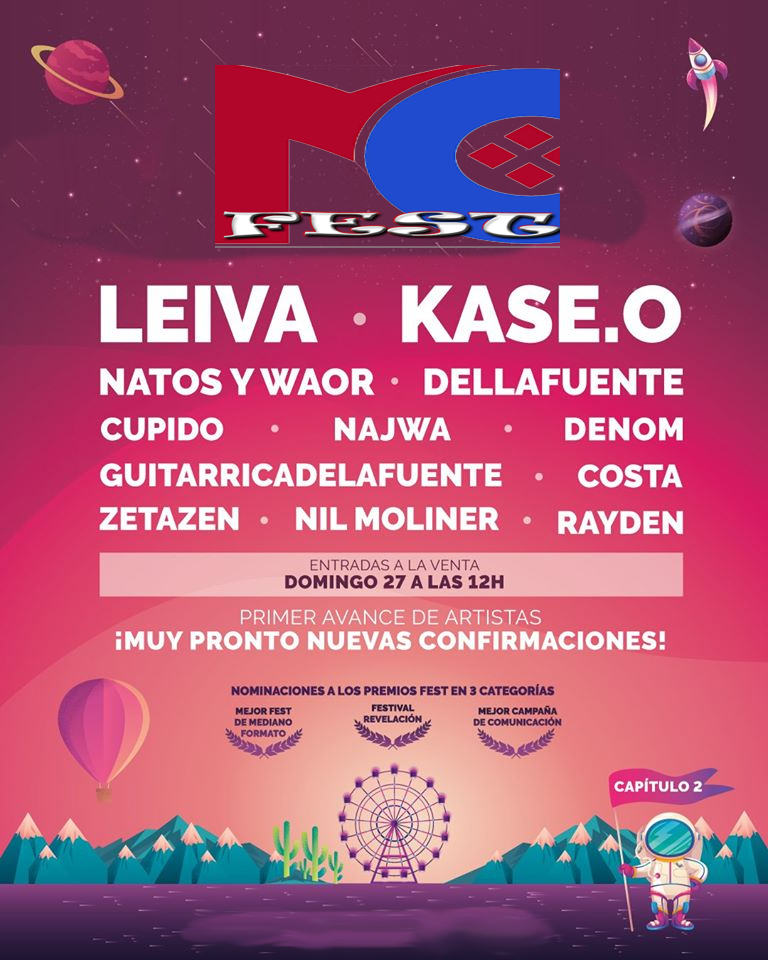 MC
FEST
LEIVA • KASE.O
NATOS Y WAOR • DELLAFUENTE
CUPIDO • NAJWA • DENOM
GUITARRICADELAFUENTE • COSTA
ZETAZEN • NIL MOLINER • RAYDEN
ENTRADAS A LA VENTA
DOMINGO 27 A LAS 12H
PRIMER AVANCE DE ARTISTAS
¡MUY PRONTO NUEVAS CONFIRMACIONES!
NOMINACIONES A LOS PREMIOS FEST EN 3 CATEGORÍAS
MEJOR FEST
DE MEDIANO
FORMATO
FESTIVAL
REVELACIÓN
MEJOR CAMPAÑA
DE COMUNICACIÓN
CAPÍTULO 2